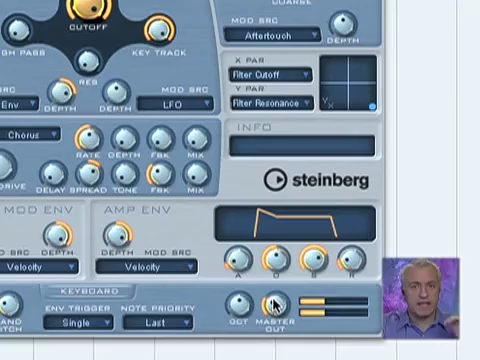 COARSE
MOD SRC
CUTOFF
Aftertouch
DEPTH
GH PASS
KEY TRACK
X PAR
Filter Cutoff
RES
Y PAR
MOD SRC
Env
DEPTH
DEPTH
LFO
Filter Resonance
Y
X
Chorus
INFO
RATE
DEPTH
FBK
MIX
DRIVE
DELAY
SPREAD
TONE
FBK
MIX
steinberg
MOD ENV
AMP ENV
DEPTH
MOD SRC
DEPTH
MOD SRC
Velocity
Velocity
A
D
S
R
KEYBOARD
ENV TRIGGER
NOTE PRIORITY
Single
Last
OCT
MASTER
OUT